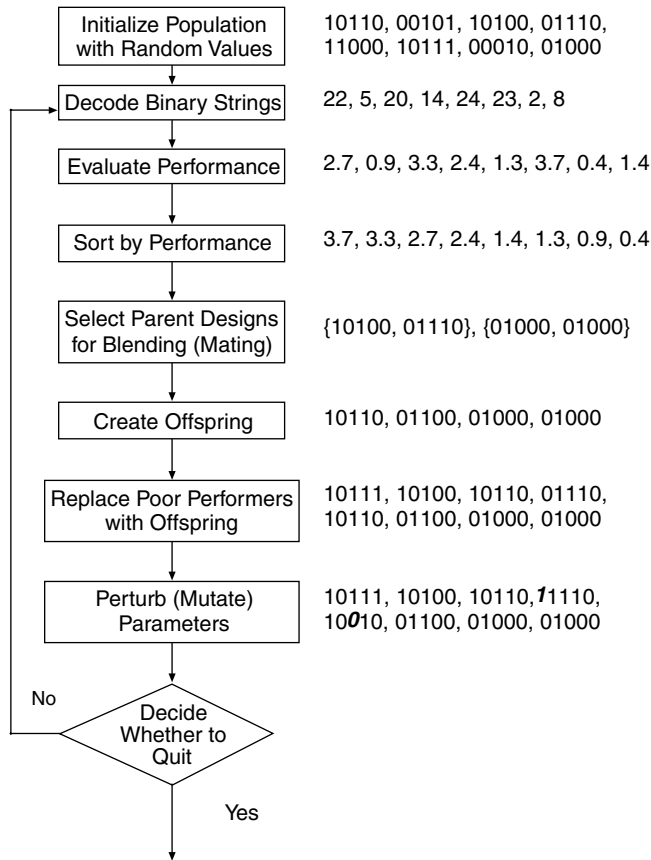 Initialize Population
with Random Values
10110, 00101, 10100, 01110,
11000, 10111, 00010, 01000
Decode Binary Strings
22, 5, 20, 14, 24, 23, 2, 8
Evaluate Performance
2.7, 0.9, 3.3, 2.4, 1.3, 3.7, 0.4, 1.4
Sort by Performance
3.7, 3.3, 2.7, 2.4, 1.4, 1.3, 0.9, 0.4
Select Parent Designs
for Blending (Mating)
{10100, 01110}, {01000, 01000}
Create Offspring
10110, 01100, 01000, 01000
Replace Poor Performers
with Offspring
10111, 10100, 10110, 01110,
10110, 01100, 01000, 01000
Perturb (Mutate)
Parameters
10111, 10100, 10110,11110,
10010, 01100, 01000, 01000
No
Decide
Whether to
Quit
Yes